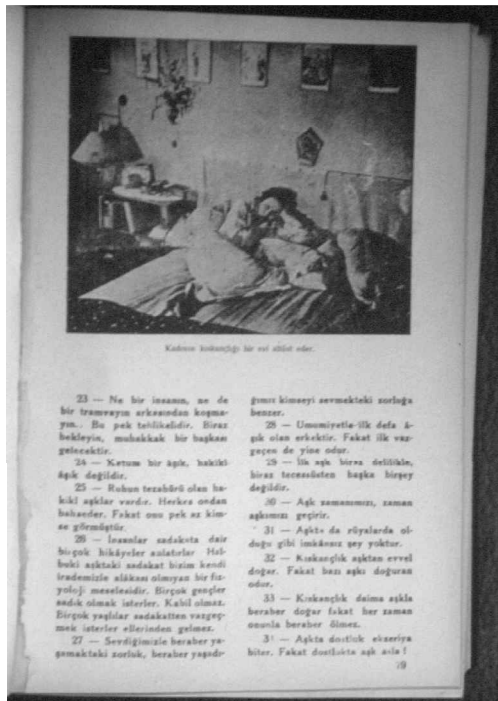 Kadının kıskançlığı bir evi altüst eder.
23 — Ne bir insanın, ne de
bir tramvayın arkasından koşma-
yın.. Bu pek tehlikelidir. Biraz
bekleyin, muhakkak bir başkası
gelecektir.
24 — Ketum bir âşık, hakikî
âşık değildir.
25 — Ruhun tezahürü olan ha-
kikî aşklar vardır. Herkes ondan
bahseder. Fakat onu pek az kim-
se görmüştür.
26 — İnsanlar sadakata dair
birçok hikâyeler anlatırlar Hal-
buki aşktaki sadakat bizim kendi
irademizle alâkası olmıyan bir fiz-
yoloji meselesidir. Birçok gençler
sadık olmak isterler. Kabil olmaz.
Birçok yaşlılar sadakatten vazgeç-
mek isterler ellerinden gelmez.
27 — Sevdiğimizle beraber ya-
şamaktaki zorluk, beraber yaşadı-
ğımız kimseyi sevmekteki zorluğa
benzer.
28 — Umumiyetle ilk defa â-
şık olan erkektir. Fakat ilk vaz-
geçen de yine odur.
29 — İlk aşk biraz delilikle,
biraz tecessüsten başka birşey
değildir.
30 — Aşk zamanımızı, zaman
aşkımızı geçirir.
31 — Aşkta da rüyalarda ol-
duğu gibi imkânsız şey yoktur.
32 — Kıskançlık aşktan evvel
doğar. Fakat bazı aşkı doğuran
odur.
33 — Kıskançlık daima aşkla
beraber doğar fakat her zaman
onunla beraber ölmez.
34 — Aşkta dostluk ekseriya
biter. Fakat dostlukta aşk asla !
19